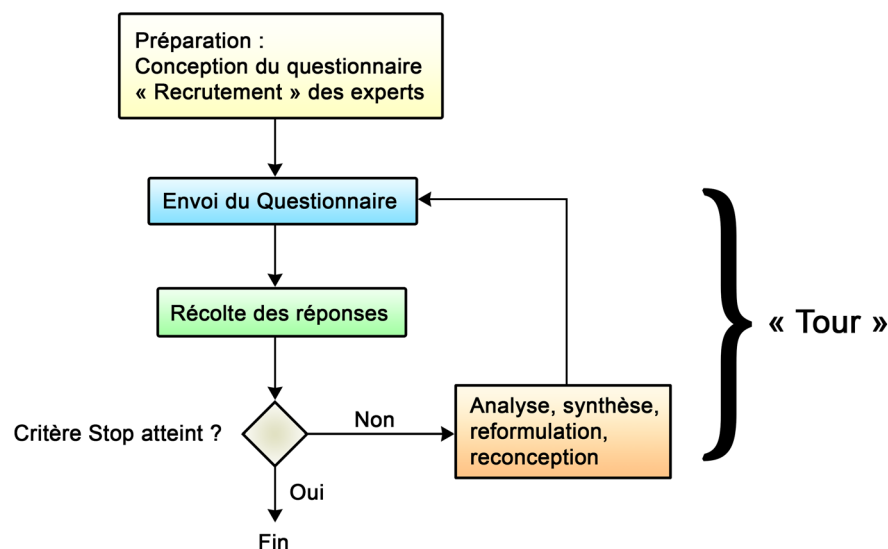 Préparation :
Conception du questionnaire
« Recrutement » des experts
Envoi du Questionnaire
Récolte des réponses
« Tour »
Critère Stop atteint ?
Non
Analyse, synthèse,
reformulation,
reconception
Oui
Fin